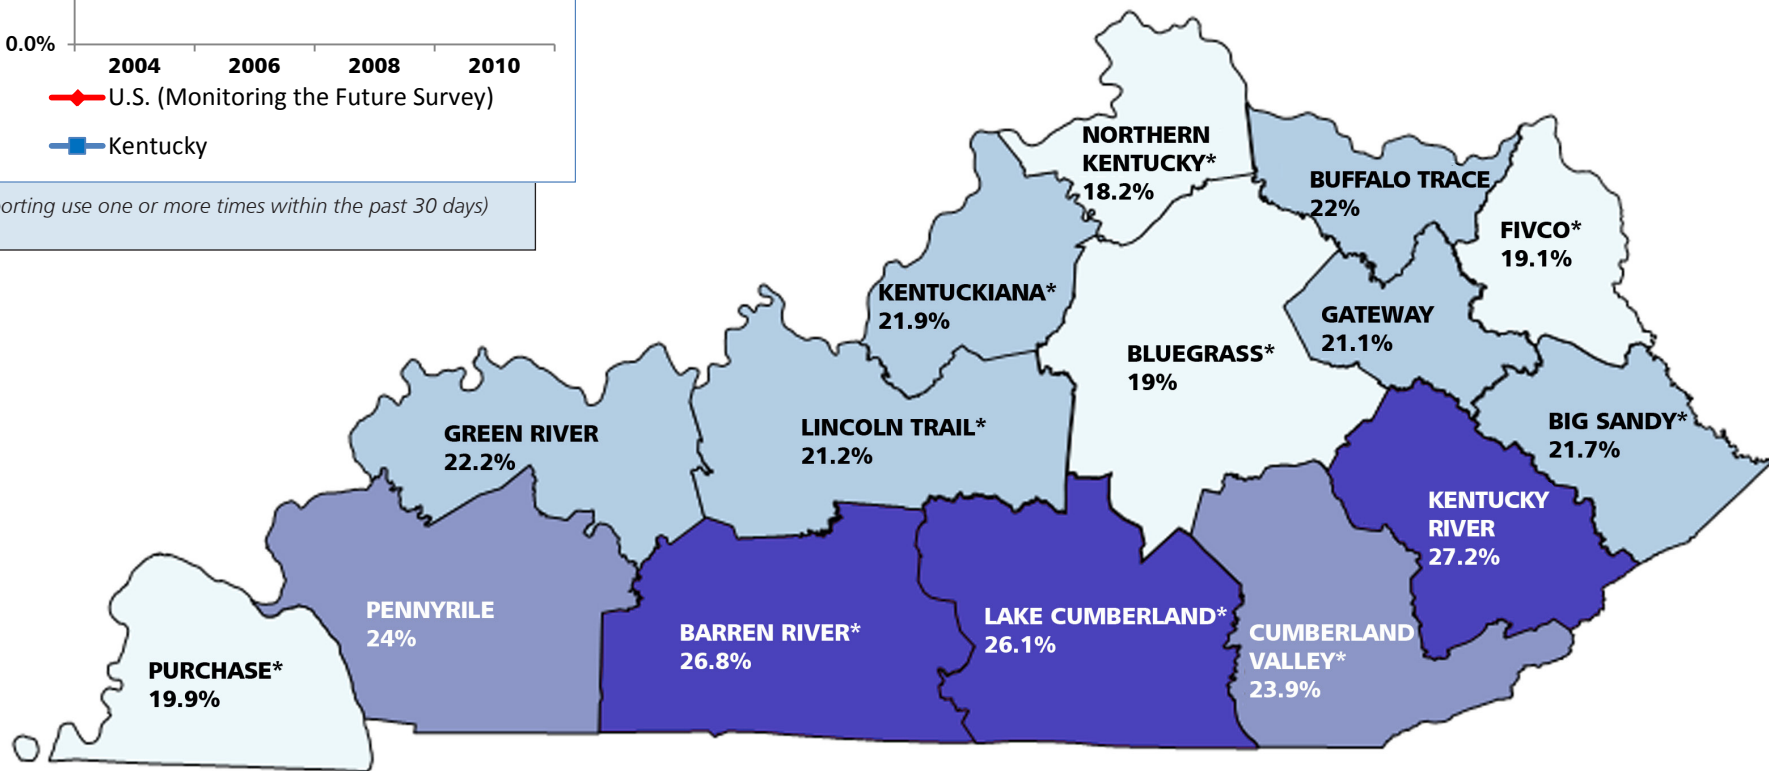 0.0%
2004 2006 2008 2010
U.S. (Monitoring the Future Survey)
Kentucky
orting use one or more times within the past 30 days)
NORTHERN
KENTUCKY*
18.2%
BUFFALO TRACE
22%
FIVCO*
19.1%
KENTUCKIANA*
21.9%
GATEWAY
21.1%
BLUEGRASS*
19%
GREEN RIVER
22.2%
LINCOLN TRAIL*
21.2%
BIG SANDY*
21.7%
KENTUCKY
RIVER
27.2%
PENNYRILE
24%
BARREN RIVER*
26.8%
LAKE CUMBERLAND*
26.1%
CUMBERLAND
VALLEY*
23.9%
PURCHASE*
19.9%